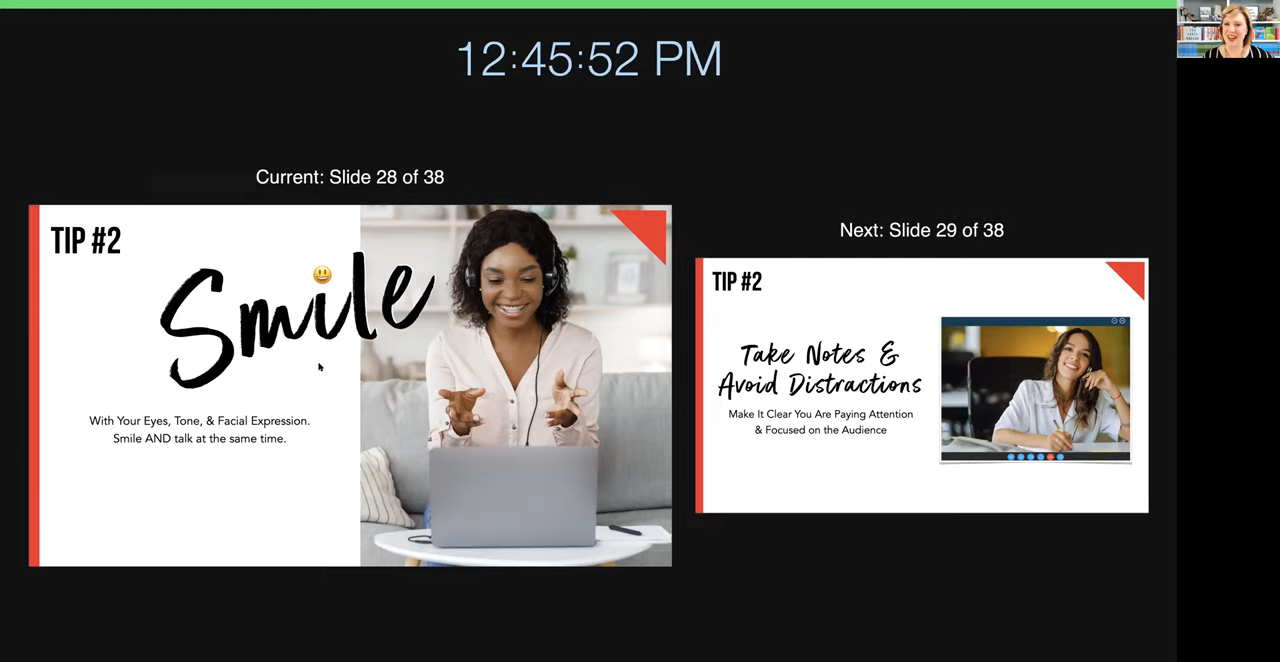 12:45:52 PM
Current: Slide 28 of 38
TIP #2
Smile
With Your Eyes, Tone, & Facial Expression.
Smile AND talk at the same time.
Next: Slide 29 of 38
TIP #2
Take Notes &
Avoid Distractions
Make It Clear You Are Paying Attention
& Focused on the Audience